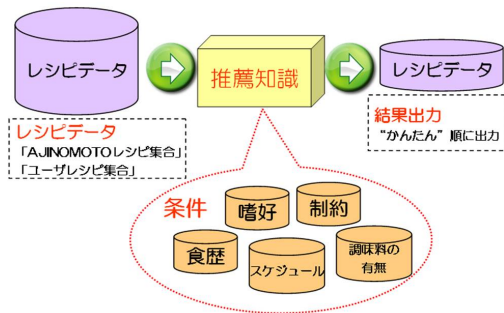 レシピデータ
推薦知識
レシピデータ
レシピデータ
「AJINOMOTOレシピ集合」
「ユーザレシピ集合」
結果出力
“かんたん”順に出力
条件
嗜好
制約
食歴
スケジュール
調味料の
有無